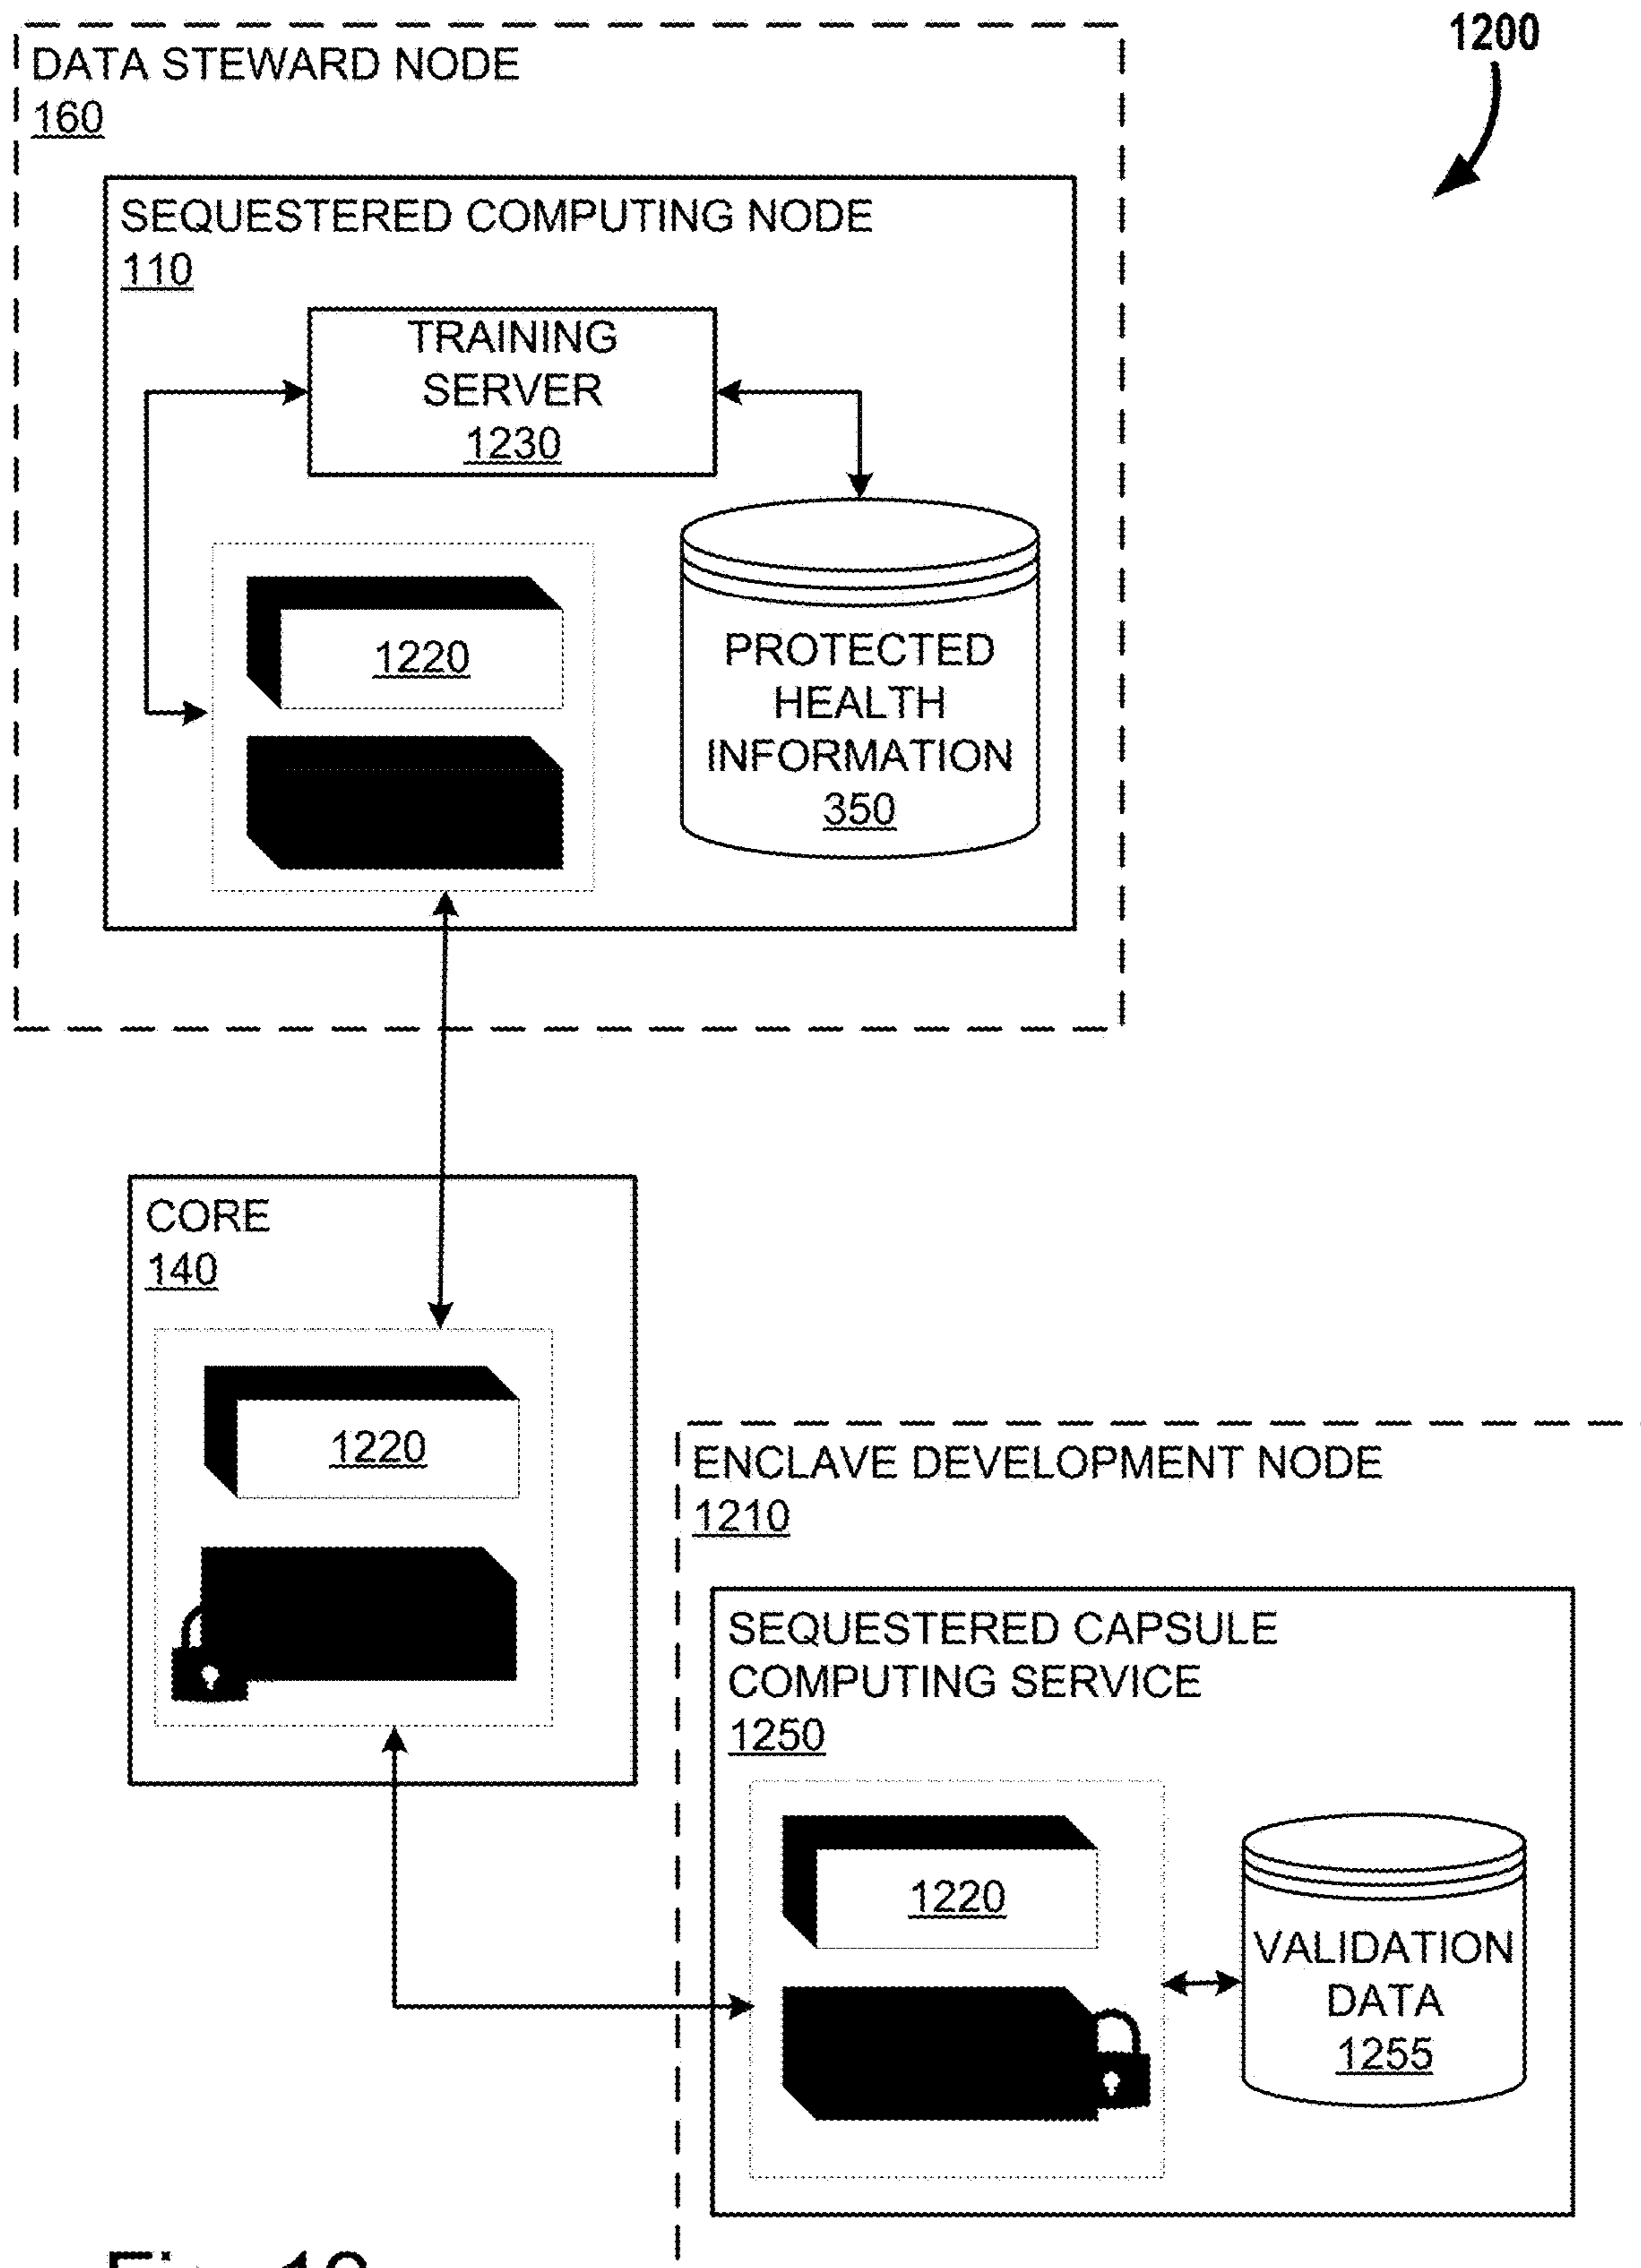 1200
DATA STEWARD NODE
160
SEQUESTERED COMPUTING NODE
110
TRAINING
SERVER
1230
1220
PROTECTED
HEALTH
INFORMATION
350
CORE
140
1220
ENCLAVE DEVELOPMENT NODE
1210
SEQUESTERED CAPSULE
COMPUTING SERVICE
1250
1220
VALIDATION
DATA
1255